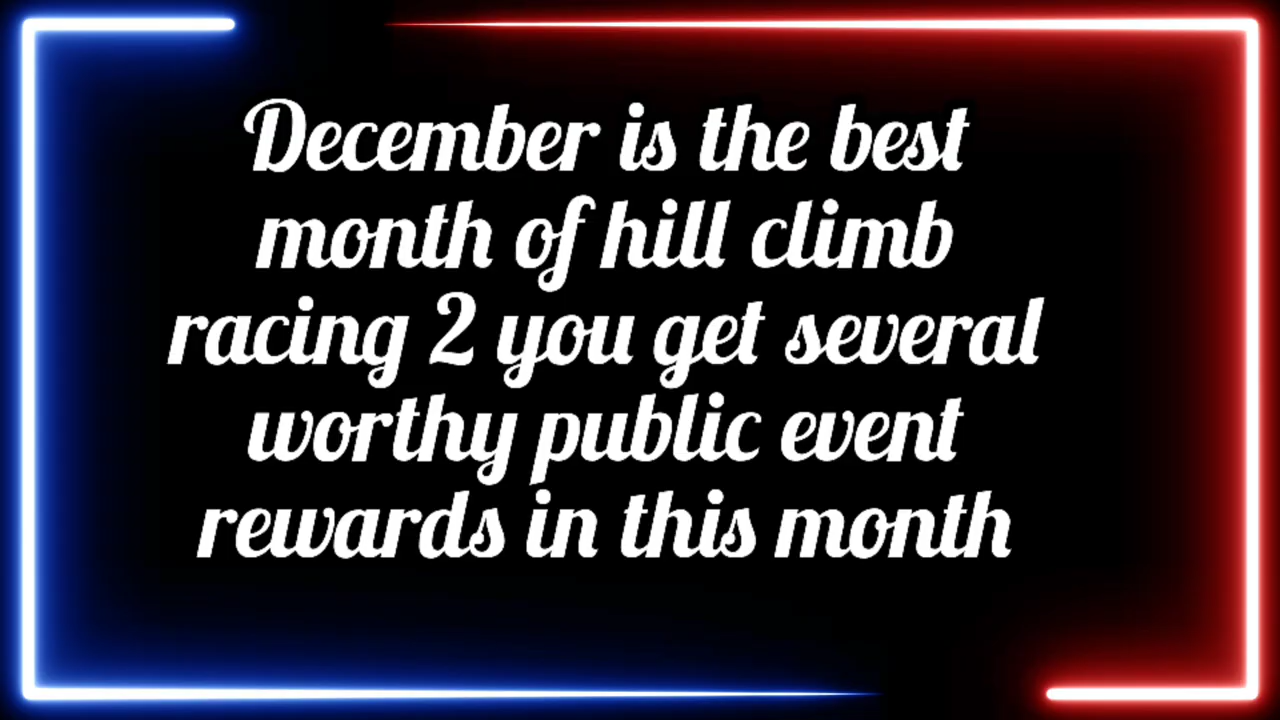 December is the best
month of hill climb
racing 2 you get several
worthy public event
rewards in this month